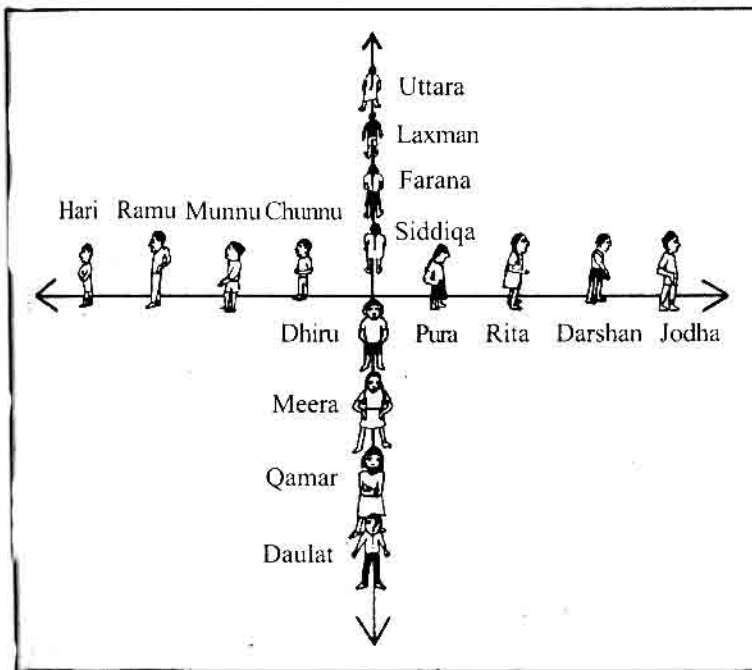 Uttara
Laxman
Farana
Hari Ramu Munnu Chunnu
Siddiqa
Dhiru Pura Rita Darshan Jodha
Meera
Qamar
Daulat